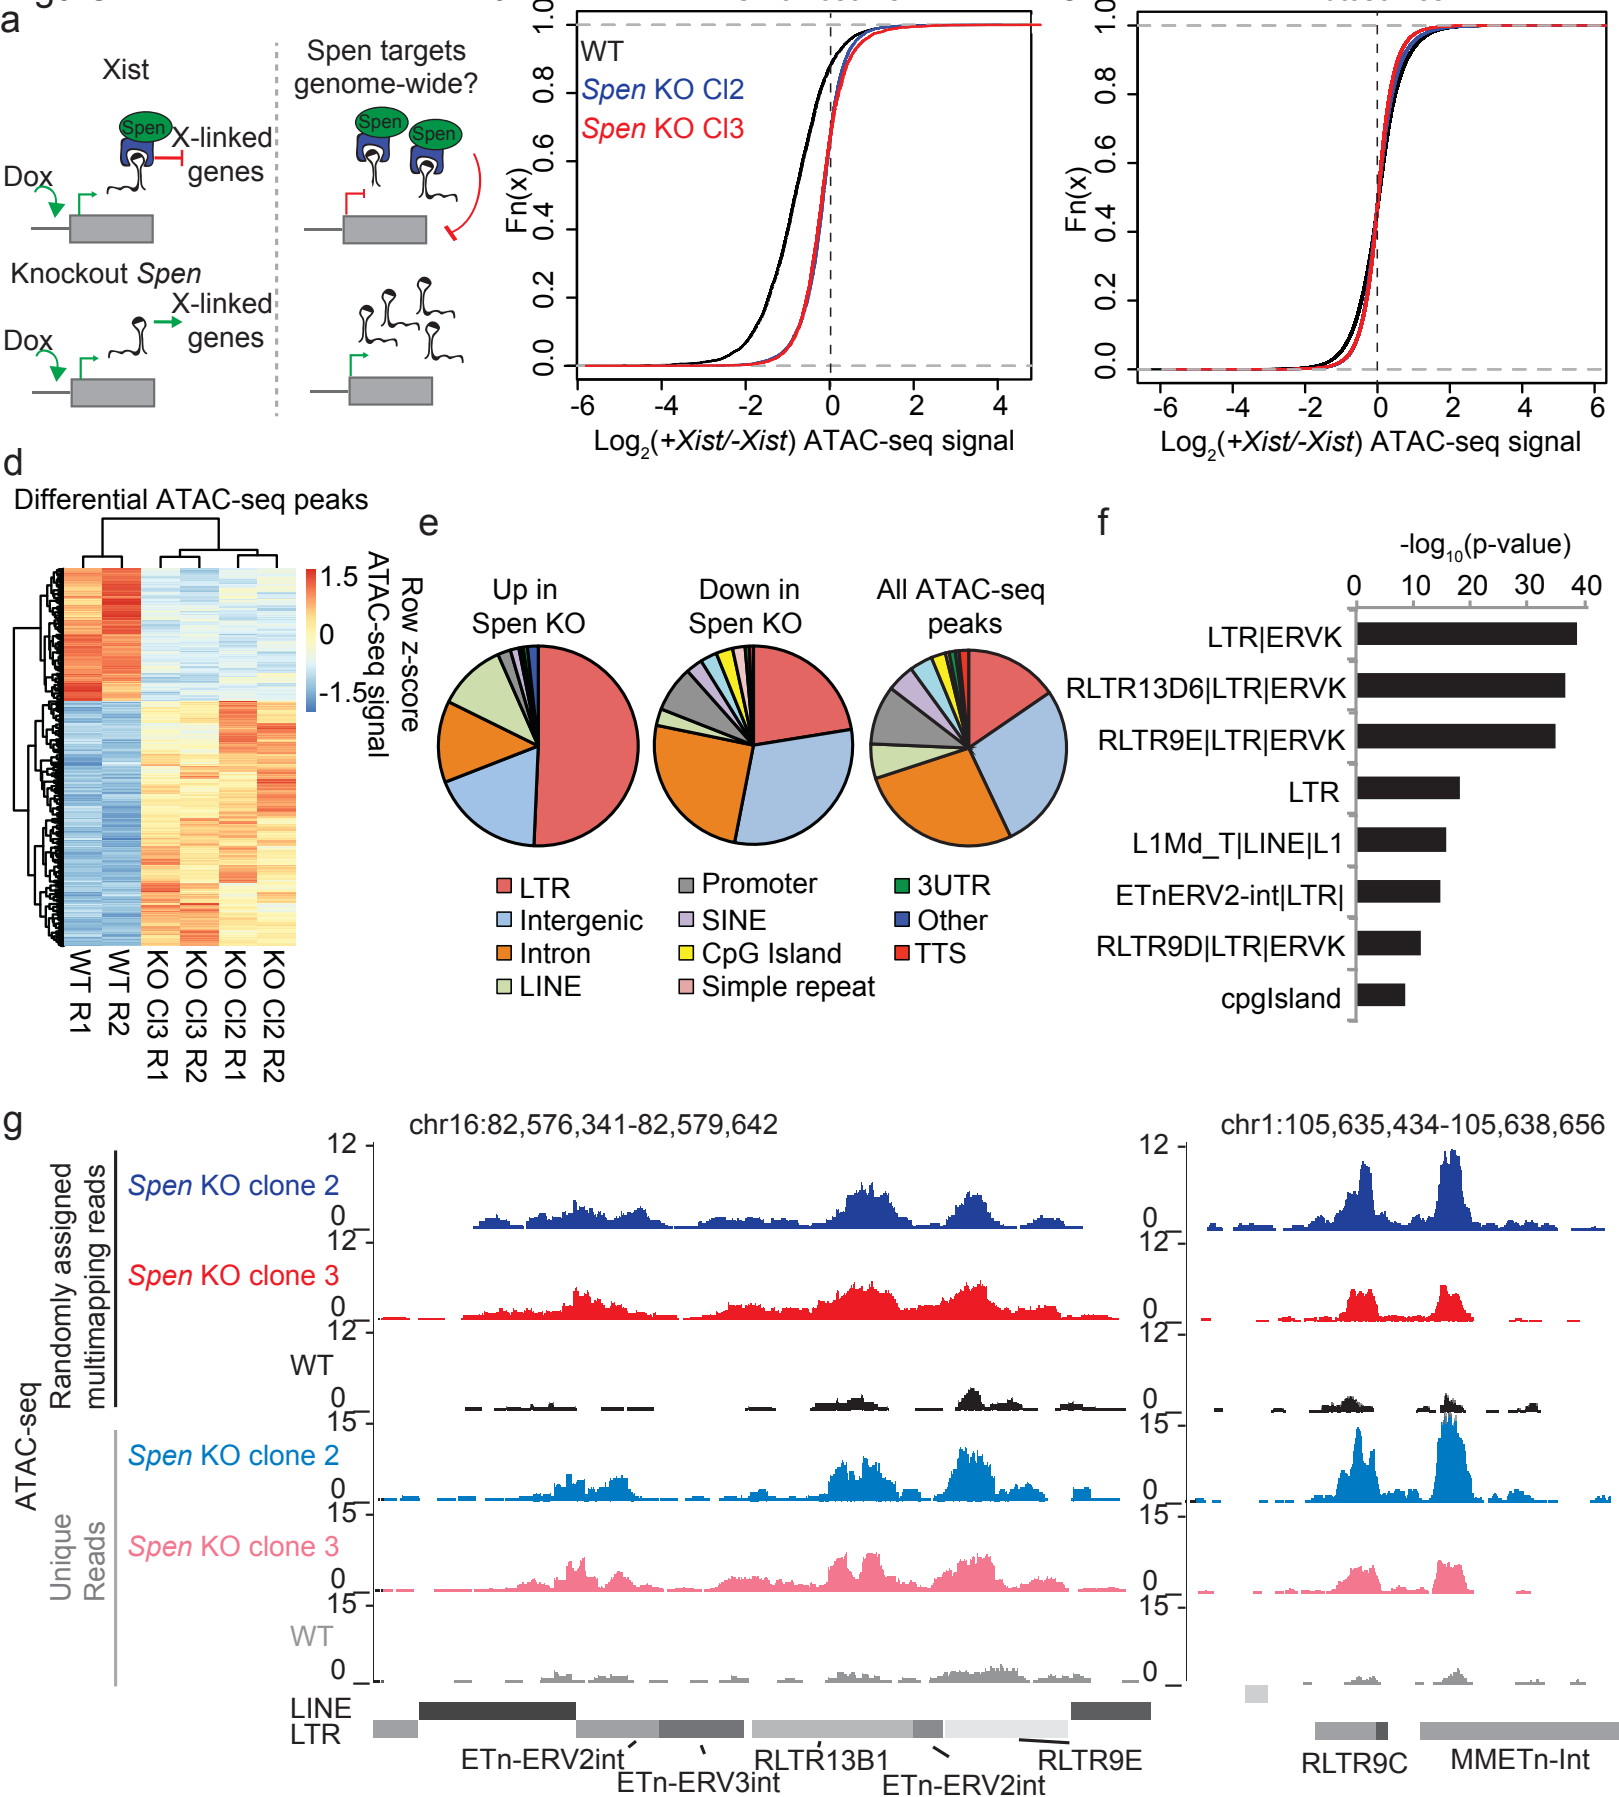 a
Xist
Spen targets
genome-wide?
Spen
X-linked
genes
Dox
Spen
Spen
Knockout Spen
X-linked
genes
Dox
WT
Spen KO Cl2
Spen KO Cl3
Fn(x)
0.0
0.2
0.4
0.6
0.8
1.0
-6
-4
-2
0
2
4
Log2(+Xist/-Xist) ATAC-seq signal
Fn(x)
0.0
0.2
0.4
0.6
0.8
1.0
-6
-4
-2
0
2
4
6
Log2(+Xist/-Xist) ATAC-seq signal
d
Differential ATAC-seq peaks
1.5
0
-1.5
Row z-score
ATAC-seq signal
WT R1
WT R2
KO Cl3 R1
KO Cl3 R2
KO Cl2 R1
KO Cl2 R2
e
Up in
Spen KO
Down in
Spen KO
All ATAC-seq
peaks
LTR
Intergenic
Intron
LINE
Promoter
SINE
CpG Island
Simple repeat
3UTR
Other
TTS
f
-log10(p-value)
0
10
20
30
40
LTR|ERVK
RLTR13D6|LTR|ERVK
RLTR9E|LTR|ERVK
LTR
L1Md_T|LINE|L1
ETnERV2-int|LTR|
RLTR9D|LTR|ERVK
cpgIsland
g
chr16:82,576,341-82,579,642
chr1:105,635,434-105,638,656
ATAC-seq
Randomly assigned
multimapping reads
Unique
Reads
12
Spen KO clone 2
0
12
Spen KO clone 3
0
12
WT
0
15
Spen KO clone 2
0
15
Spen KO clone 3
0
15
WT
0
12
0
12
0
12
0
15
0
15
0
15
0
LINE
LTR
ETn-ERV2int
ETn-ERV3int
RLTR13B1
ETn-ERV2int
RLTR9E
RLTR9C
MMETn-Int